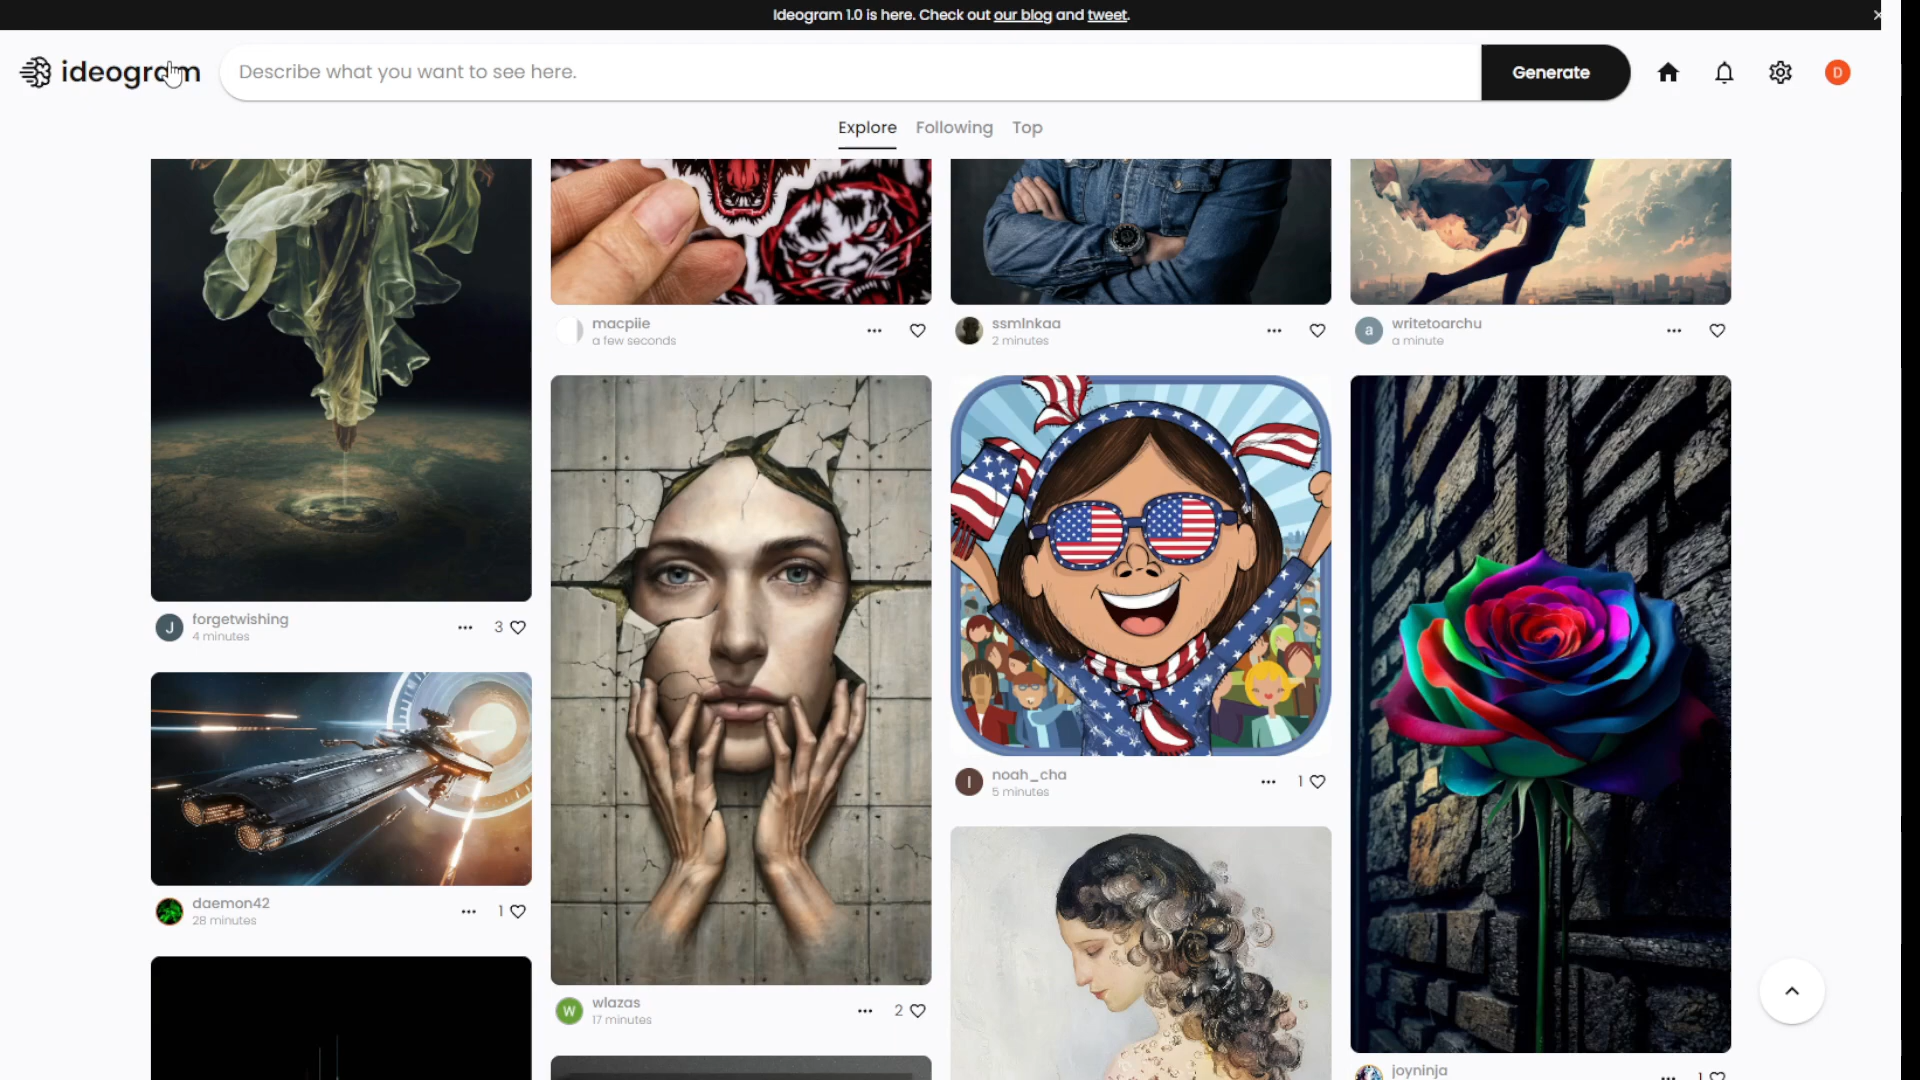 Ideogram 1.0 is here. Check out our blog and tweet.
ideogram
Describe what you want to see here.
Generate
D
Explore
Following
Top
macpiie
a few seconds
ssmlnkaa
2 minutes
a
writetoarchu
a minute
J
forgetwishing
4 minutes
3
I
noah_cha
5 minutes
1
daemon42
28 minutes
1
W
wlazas
17 minutes
2
joyninja
1